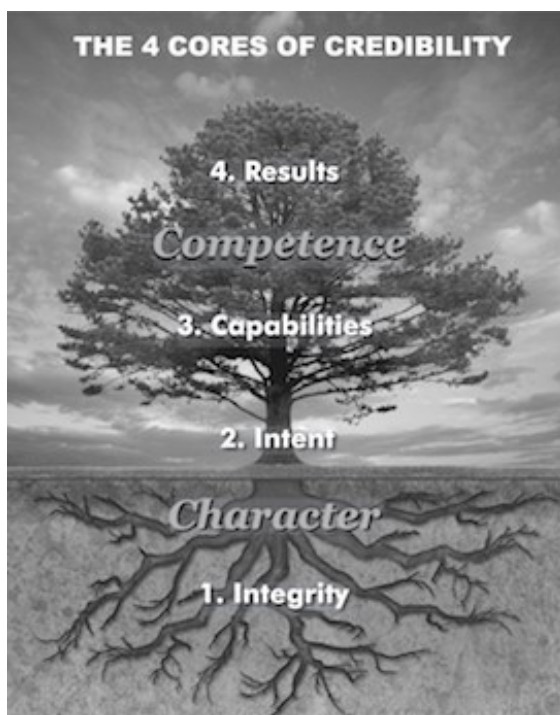 THE 4 CORES OF CREDIBILITY
4. Results
Competence
3. Capabilities
2. Intent
Character
1. Integrity